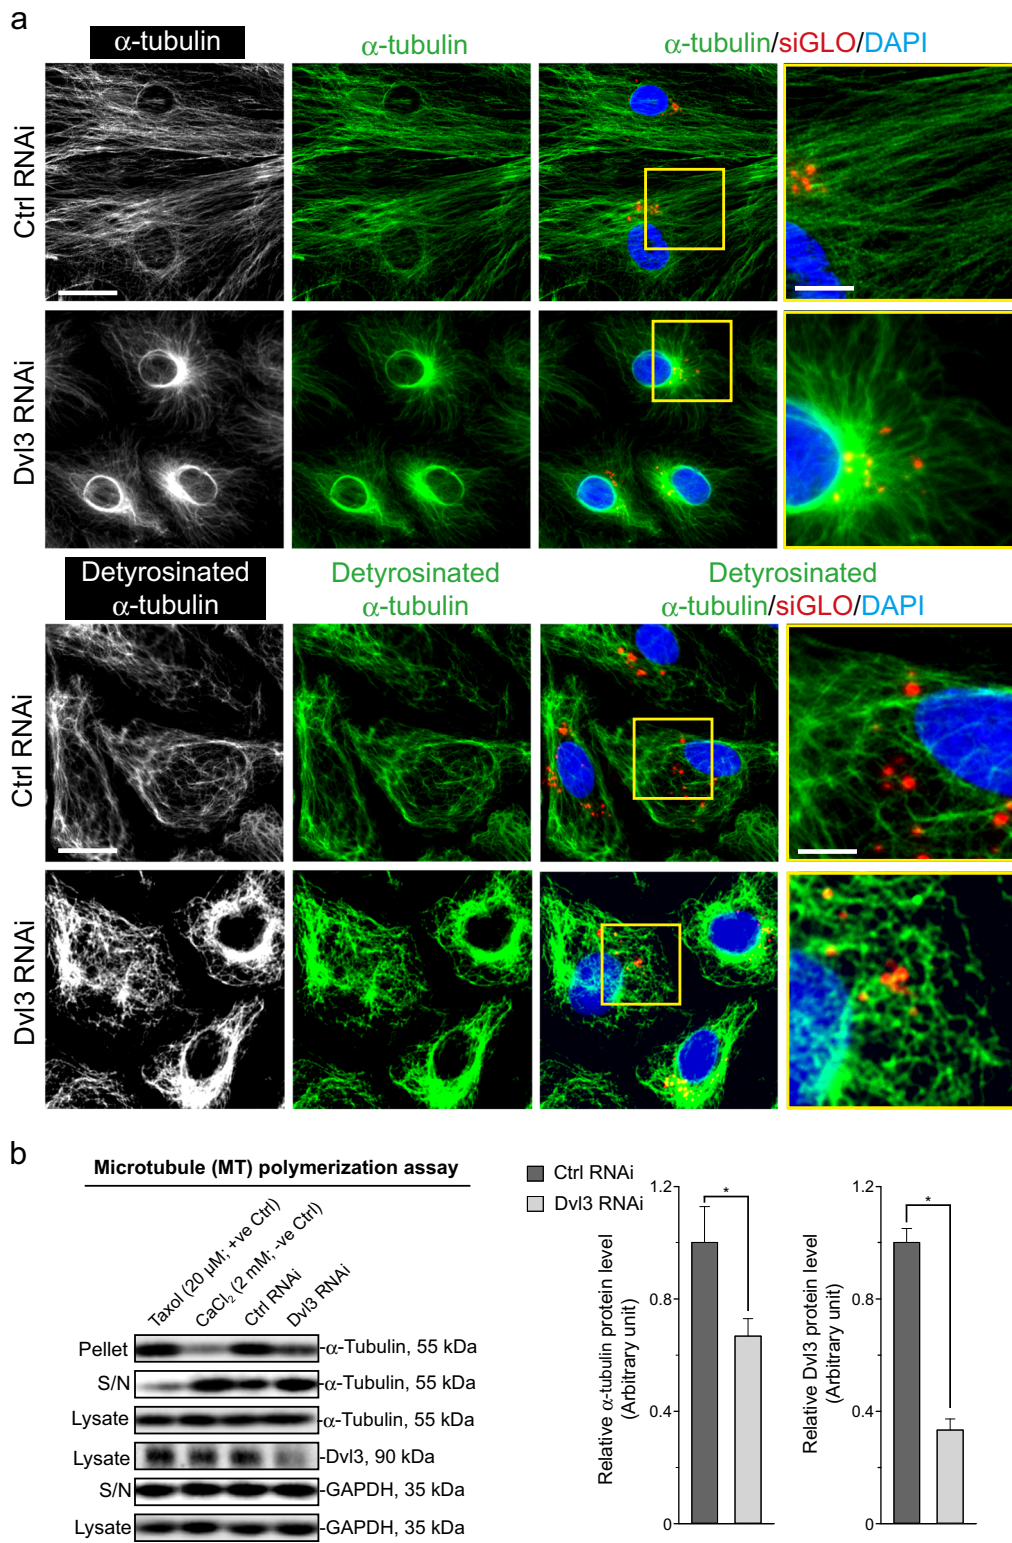 a
α-tubulin
α-tubulin
α-tubulin/siGLO/DAPI
Ctrl RNAi
Dvl3 RNAi
Detyrosinated
α-tubulin
Detyrosinated
α-tubulin
Detyrosinated
α-tubulin/siGLO/DAPI
Ctrl RNAi
Dvl3 RNAi
b
Microtubule (MT) polymerization assay
Taxol (20 µM; +ve Ctrl)
CaCl₂ (2 mM; -ve Ctrl)
Ctrl RNAi
Dvl3 RNAi
Pellet
-α-Tubulin, 55 kDa
S/N
-α-Tubulin, 55 kDa
Lysate
-α-Tubulin, 55 kDa
Lysate
-Dvl3, 90 kDa
S/N
-GAPDH, 35 kDa
Lysate
-GAPDH, 35 kDa
Ctrl RNAi
Dvl3 RNAi
Relative α-tubulin protein level
(Arbitrary unit)
1.2
0.8
0.4
0
*
Relative Dvl3 protein level
(Arbitrary unit)
1.2
0.8
0.4
0
*